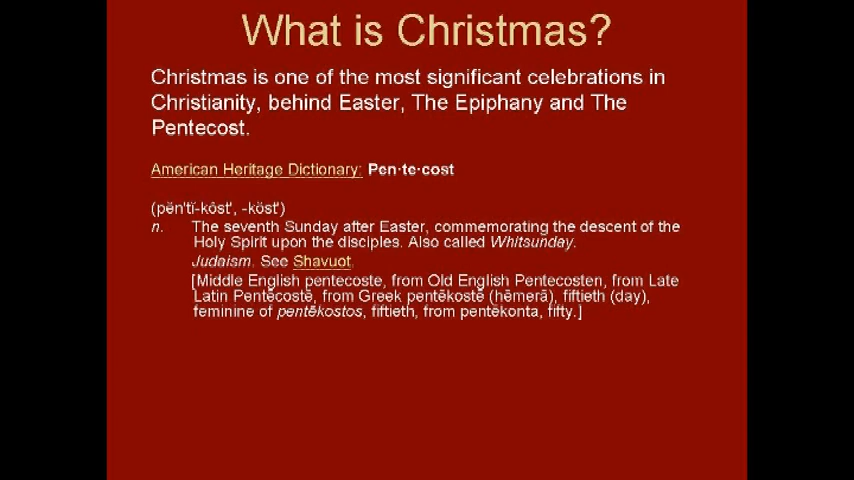 What is Christmas?
Christmas is one of the most significant celebrations in
Christianity, behind Easter, The Epiphany and The
Pentecost.
American Heritage Dictionary: Pen·te·cost
(pĕn'tĭ-kôst', -kŏst')
n. The seventh Sunday after Easter, commemorating the descent of the
Holy Spirit upon the disciples. Also called Whitsunday.
Judaism. See Shavuot.
[Middle English pentecoste, from Old English Pentecosten, from Late
Latin Pentēcostē, from Greek pentēkostē (hēmerā), fiftieth (day),
feminine of pentēkostos, fiftieth, from pentēkonta, fifty.]